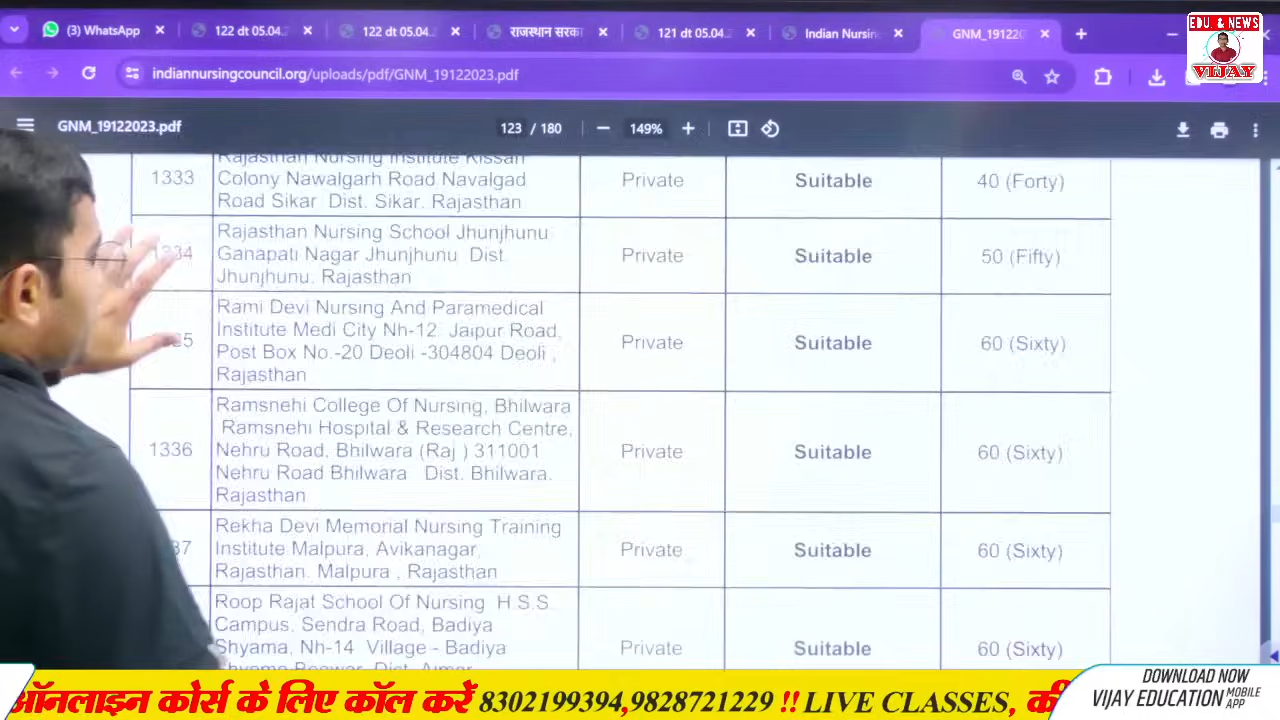 (3) WhatsApp
122 dt 05.04.
122 dt 05.04.
राजस्थान सरका
121 dt 05.04.2
Indian Nursin
GNM_191220
EDU. & NEWS
VIJAY
indiannursingcouncil.org/uploads/pdf/GNM_19122023.pdf
GNM_19122023.pdf
123 / 180
149%
1333
Rajasthan Nursing Institute Kissan
Colony Nawalgarh Road Navalgad
Road Sikar Dist. Sikar. Rajasthan
Private
Suitable
40 (Forty)
Rajasthan Nursing School Jhunjhunu
Ganapati Nagar Jhunjhunu Dist.
Jhunjhunu. Rajasthan
Private
Suitable
50 (Fifty)
Rami Devi Nursing And Paramedical
Institute Medi City Nh-12 Jaipur Road,
Post Box No.-20 Deoli -304804 Deoli ,
Rajasthan
Private
Suitable
60 (Sixty)
1336
Ramsnehi College Of Nursing, Bhilwara
Ramsnehi Hospital & Research Centre,
Nehru Road, Bhilwara (Raj ) 311001
Nehru Road Bhilwara Dist. Bhilwara.
Rajasthan
Private
Suitable
60 (Sixty)
Rekha Devi Memorial Nursing Training
Institute Malpura, Avikanagar,
Rajasthan. Malpura , Rajasthan
Private
Suitable
60 (Sixty)
Roop Rajat School Of Nursing H.S.S.
Campus, Sendra Road, Badiya
Shyama, Nh-14 Village - Badiya
Shyama Beawar Dist. Ajmer
Private
Suitable
60 (Sixty)
ऑनलाइन कोर्स के लिए कॉल करें 8302199394,9828721229 !! LIVE CLASSES, की
DOWNLOAD NOW
VIJAY EDUCATION MOBILE APP